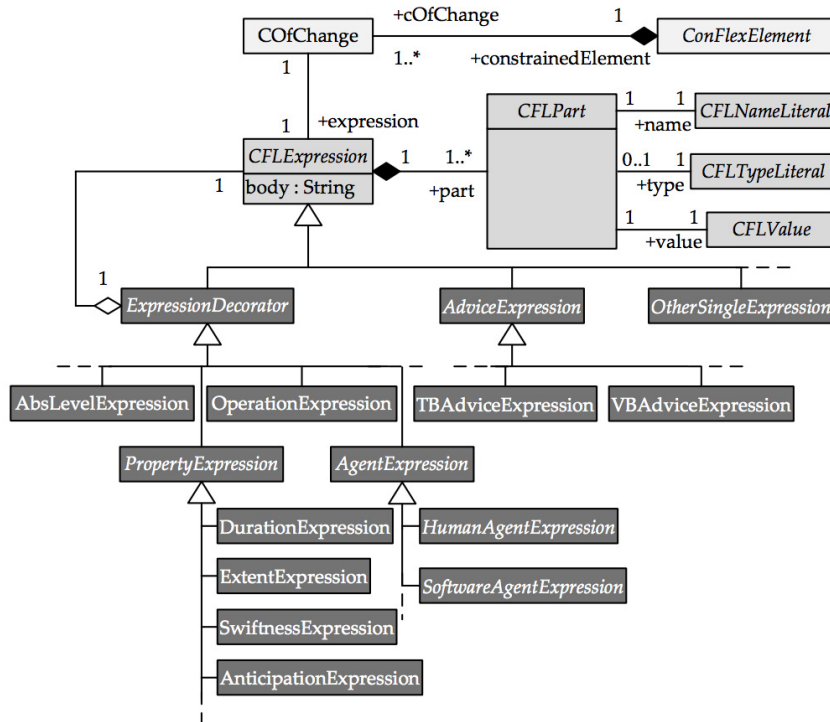 +cOfChange
1
COfChange
ConFlexElement
1
1..*
+constrainedElement
1
+expression
CFLExpression
body : String
1
1
1..*
+part
CFLPart
1
1
+name
CFLNameLiteral
0..1
1
+type
CFLTypeLiteral
1
1
+value
CFLValue
1
ExpressionDecorator
AdviceExpression
OtherSingleExpression
AbsLevelExpression
OperationExpression
TBAdviceExpression
VBAdviceExpression
PropertyExpression
AgentExpression
DurationExpression
HumanAgentExpression
ExtentExpression
SoftwareAgentExpression
SwiftnessExpression
AnticipationExpression